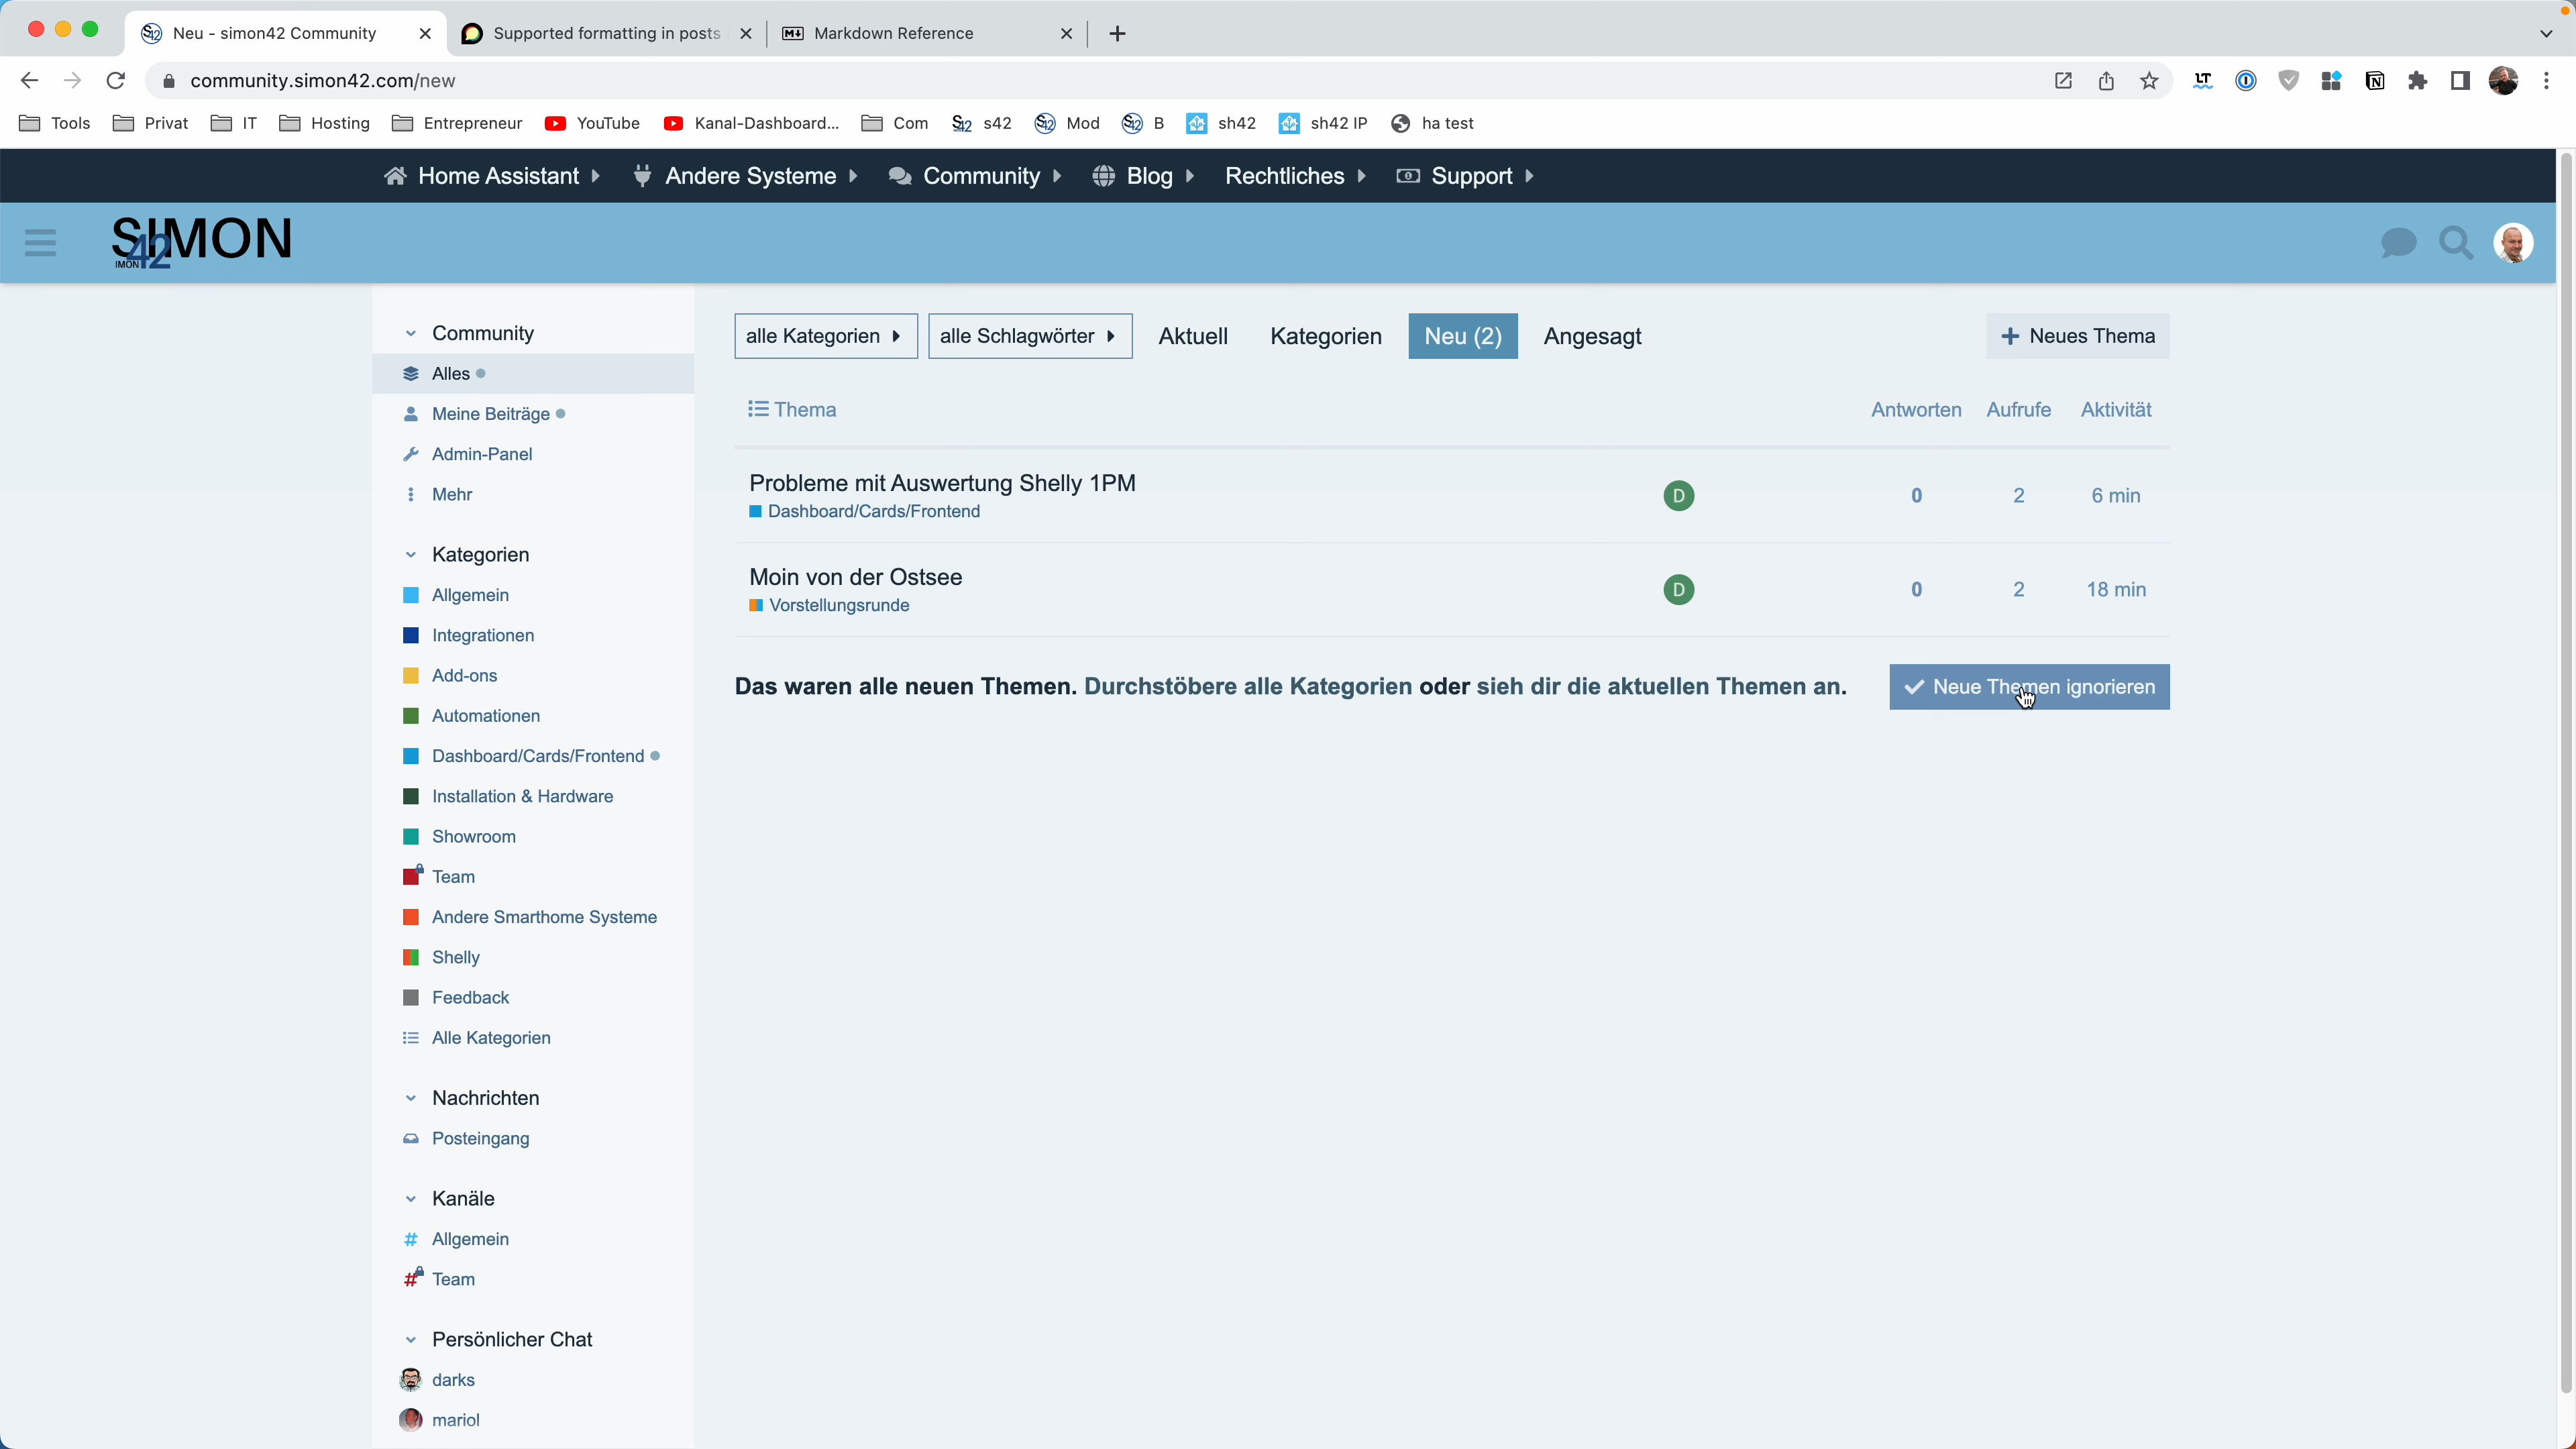 Neu - simon42 Community
Supported formatting in posts
Markdown Reference
community.simon42.com/new
Tools Privat IT Hosting Entrepreneur YouTube Kanal-Dashboard... Com s42 Mod B sh42 sh42 IP ha test
Home Assistant Andere Systeme Community Blog Rechtliches Support
SIMON
42
IMON
Community
Alles
Meine Beiträge
Admin-Panel
Mehr
Kategorien
Allgemein
Integrationen
Add-ons
Automationen
Dashboard/Cards/Frontend
Installation & Hardware
Showroom
Team
Andere Smarthome Systeme
Shelly
Feedback
Alle Kategorien
Nachrichten
Posteingang
Kanäle
# Allgemein
# Team
Persönlicher Chat
darks
mariol
alle Kategorien alle Schlagwörter Aktuell Kategorien Neu (2) Angesagt + Neues Thema
Thema Antworten Aufrufe Aktivität
Probleme mit Auswertung Shelly 1PM
Dashboard/Cards/Frontend
D 0 2 6 min
Moin von der Ostsee
Vorstellungsrunde
D 0 2 18 min
Das waren alle neuen Themen. Durchstöbere alle Kategorien oder sieh dir die aktuellen Themen an.
Neue Themen ignorieren